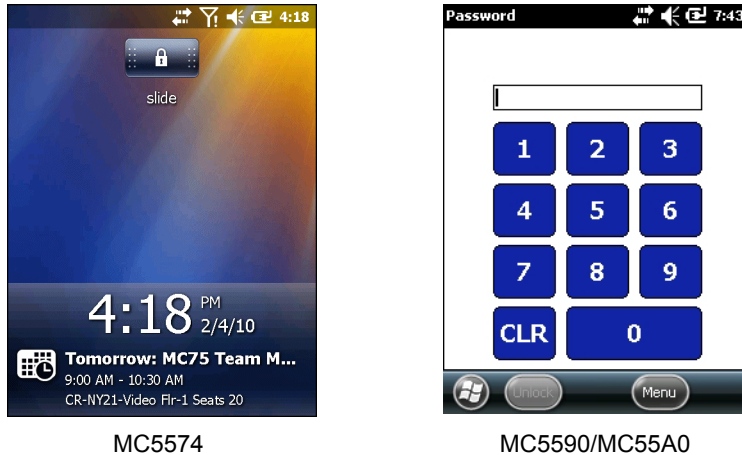 4:18
slide
4:18 PM
2/4/10
Tomorrow: MC75 Team M...
9:00 AM - 10:30 AM
CR-NY21-Video Flr-1 Seats 20
MC5574
Password 7:43
1 2 3
4 5 6
7 8 9
CLR 0
Unlock Menu
MC5590/MC55A0